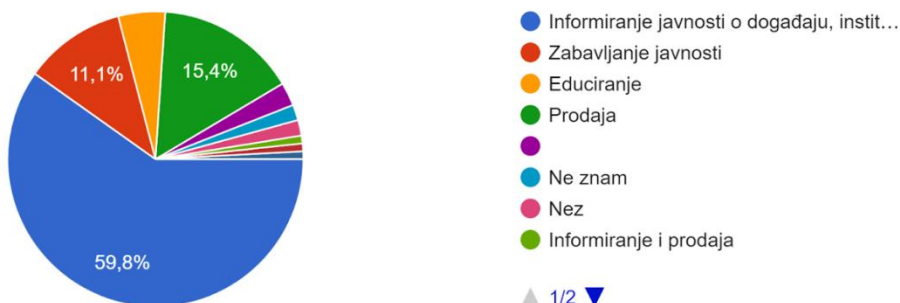 11,1%
15,4%
59,8%
Informiranje javnosti o događaju, instit…
Zabavljanje javnosti
Educiranje
Prodaja
Ne znam
Nez
Informiranje i prodaja
1/2